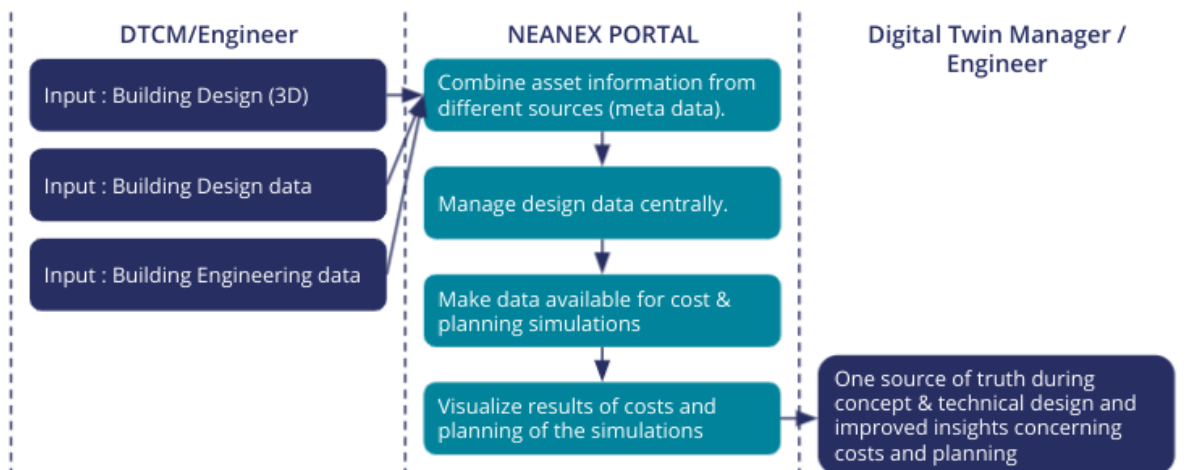 DTCM/Engineer
Input : Building Design (3D)
Input : Building Design data
Input : Building Engineering data
NEANEX PORTAL
Combine asset information from
different sources (meta data).
Manage design data centrally.
Make data available for cost &
planning simulations
Visualize results of costs and
planning of the simulations
Digital Twin Manager /
Engineer
One source of truth during
concept & technical design and
improved insights concerning
costs and planning